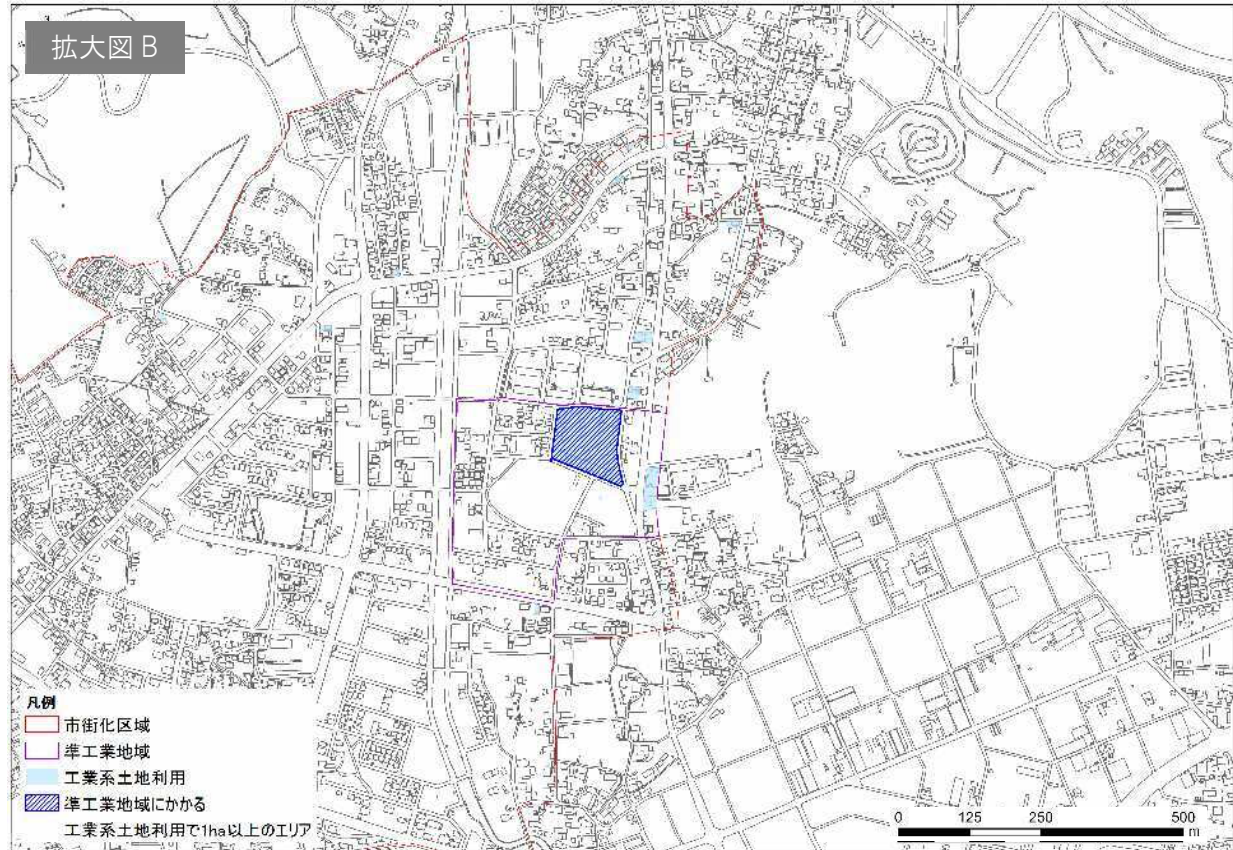 拡大図 B
凡例
市街化区域
準工業地域
工業系土地利用
準工業地域にかかる
工業系土地利用で1ha以上のエリア
0 125 250 500
m